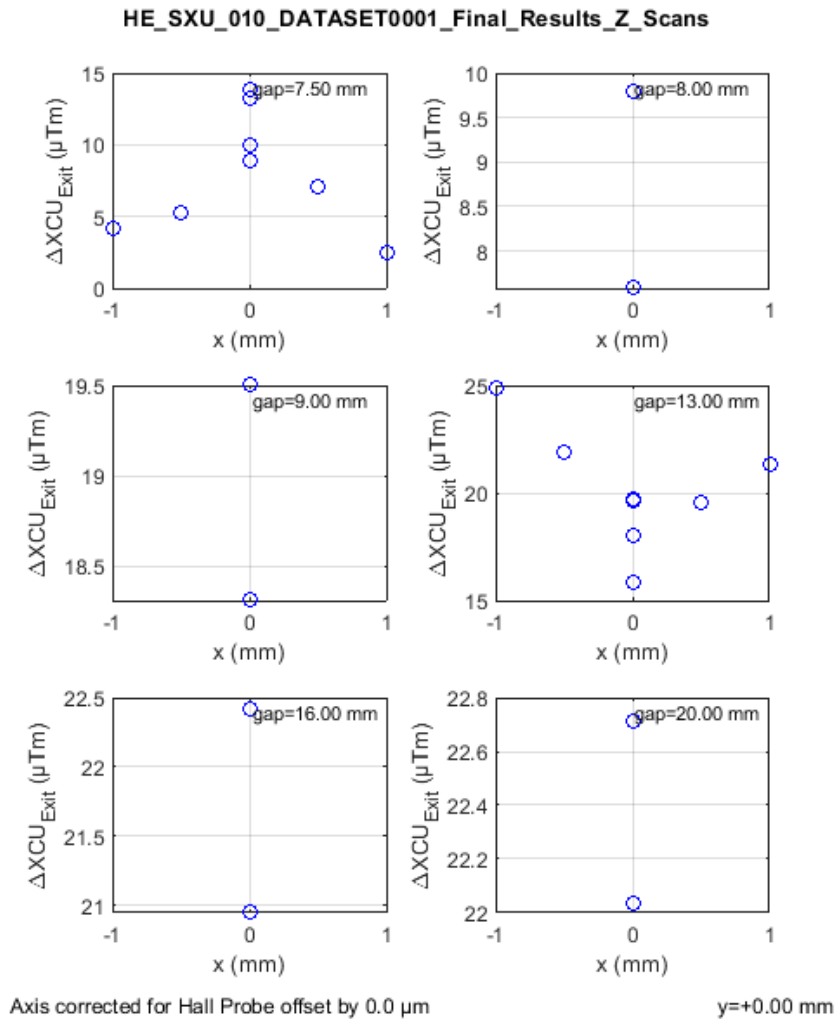 HE_SXU_010_DATASET0001_Final_Results_Z_Scans
15
10
5
0
ΔXCU_Exit (µTm)
gap=7.50 mm
-1 0 1
x (mm)
10
9.5
9
8.5
8
ΔXCU_Exit (µTm)
gap=8.00 mm
-1 0 1
x (mm)
19.5
19
18.5
ΔXCU_Exit (µTm)
gap=9.00 mm
-1 0 1
x (mm)
25
20
15
ΔXCU_Exit (µTm)
gap=13.00 mm
-1 0 1
x (mm)
22.5
22
21.5
21
ΔXCU_Exit (µTm)
gap=16.00 mm
-1 0 1
x (mm)
22.8
22.6
22.4
22.2
22
ΔXCU_Exit (µTm)
gap=20.00 mm
-1 0 1
x (mm)
Axis corrected for Hall Probe offset by 0.0 µm
y=+0.00 mm